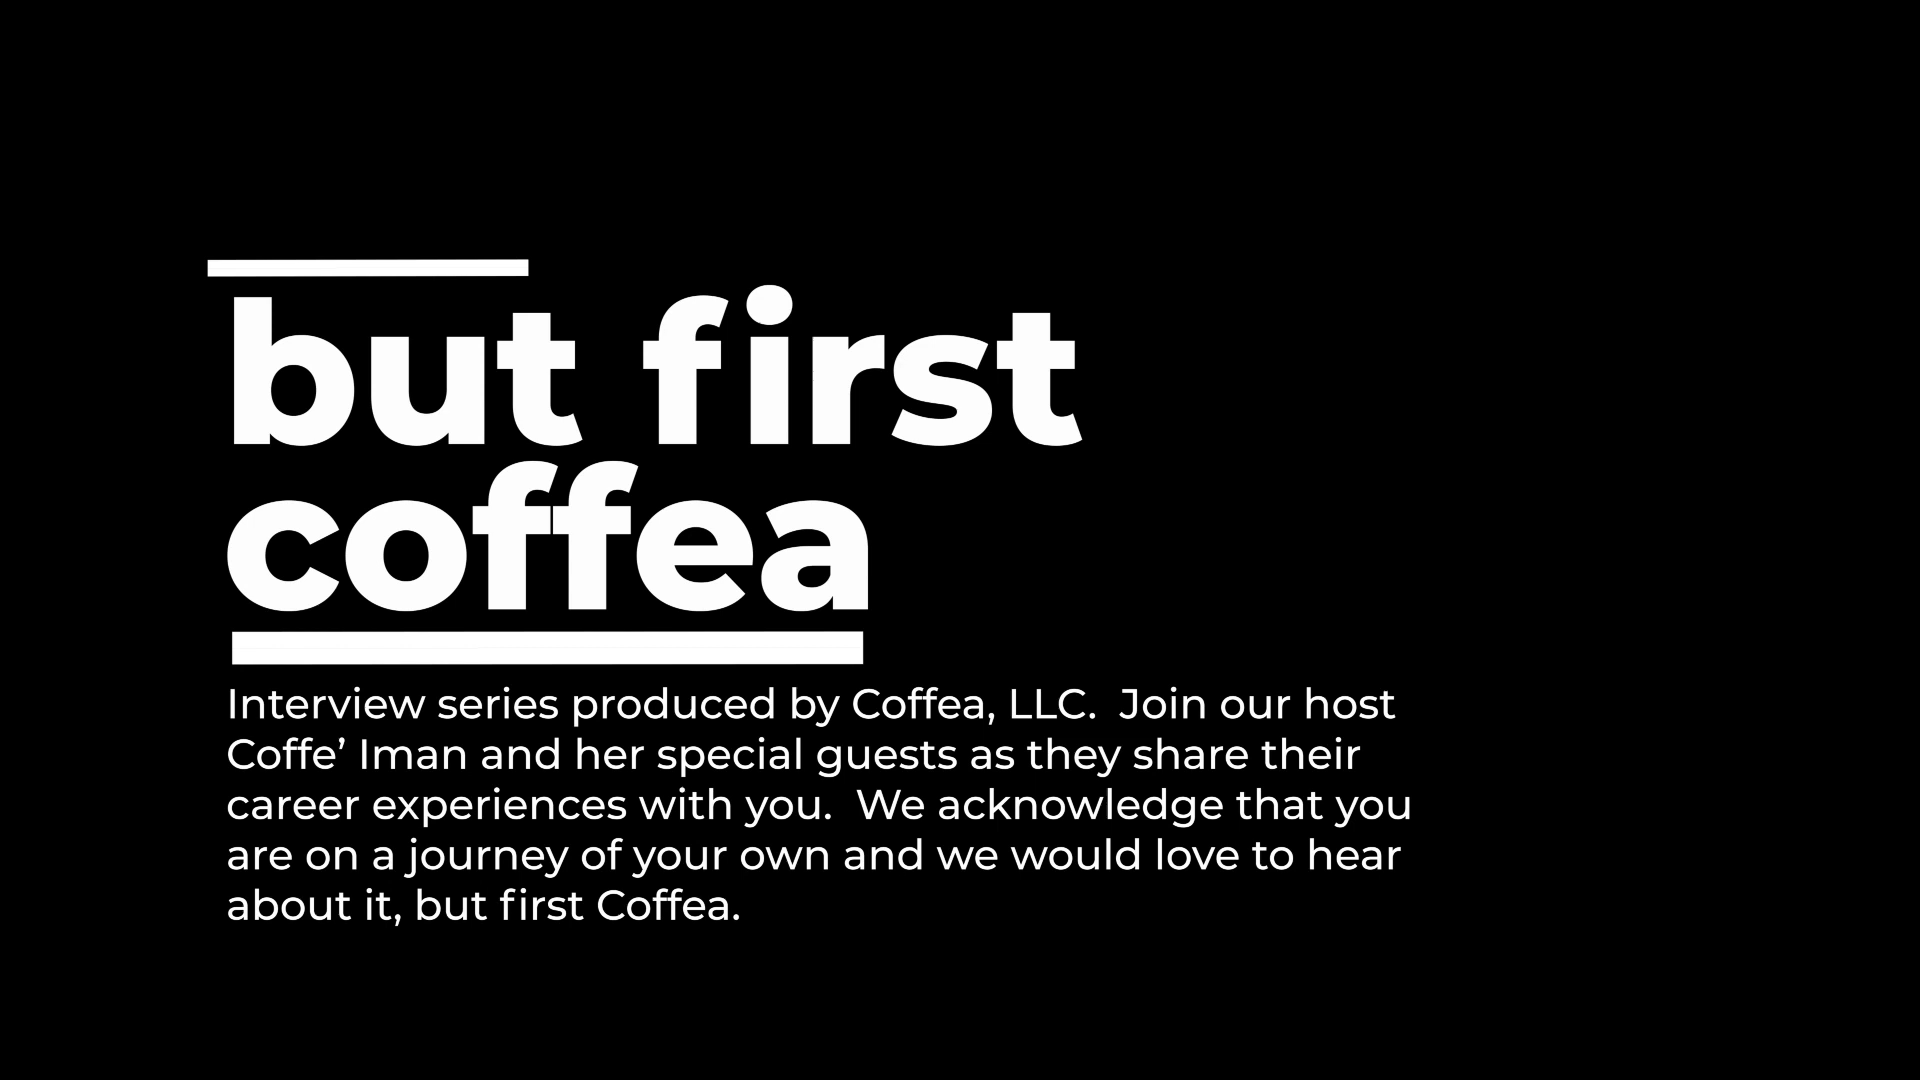 but first
coffea
Interview series produced by Coffea, LLC.  Join our host
Coffe’ Iman and her special guests as they share their
career experiences with you.  We acknowledge that you
are on a journey of your own and we would love to hear
about it, but first Coffea.